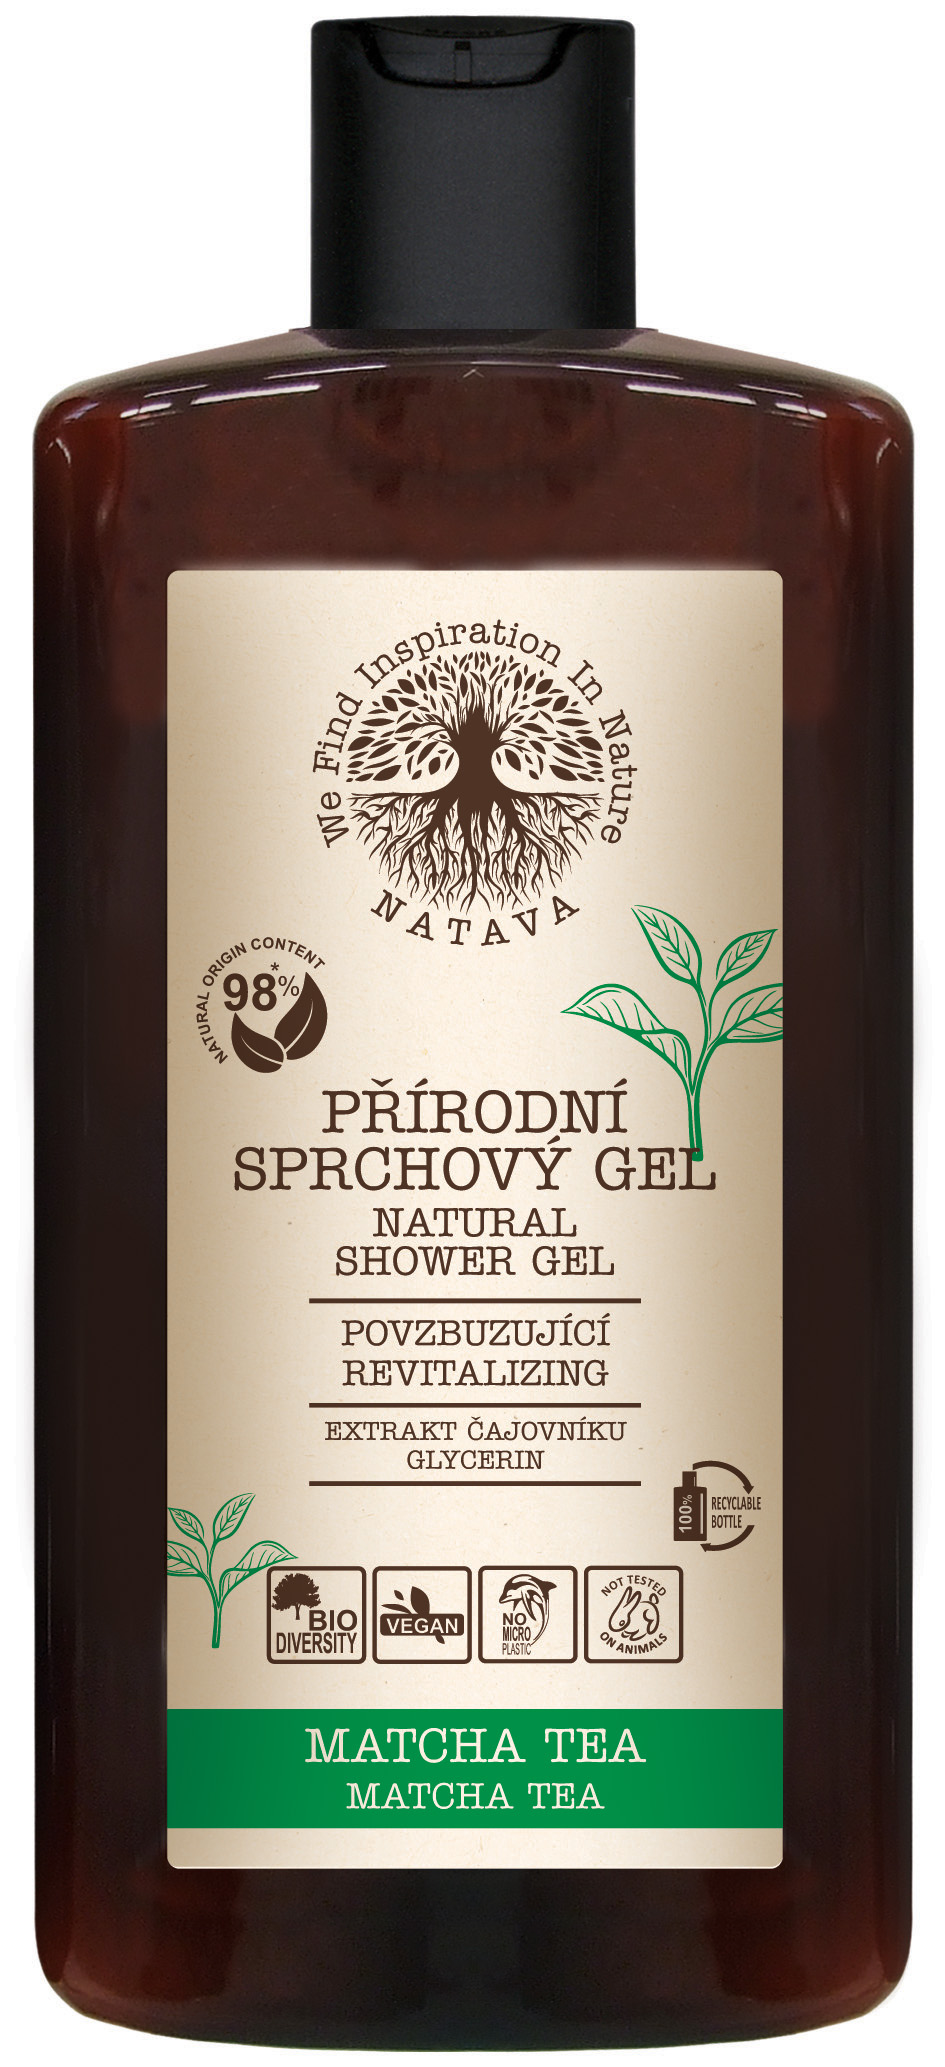 We Find Inspiration In Nature
NATAVA
NATURAL ORIGIN CONTENT
98*%
PŘÍRODNÍ
SPRCHOVÝ GEL
NATURAL
SHOWER GEL
POVZBUZUJÍCÍ
REVITALIZING
EXTRAKT ČAJOVNÍKU
GLYCERIN
100%
RECYCLABLE
BOTTLE
BIO
DIVERSITY
VEGAN
NO
MICRO
PLASTIC
NOT TESTED
ON ANIMALS
MATCHA TEA
MATCHA TEA